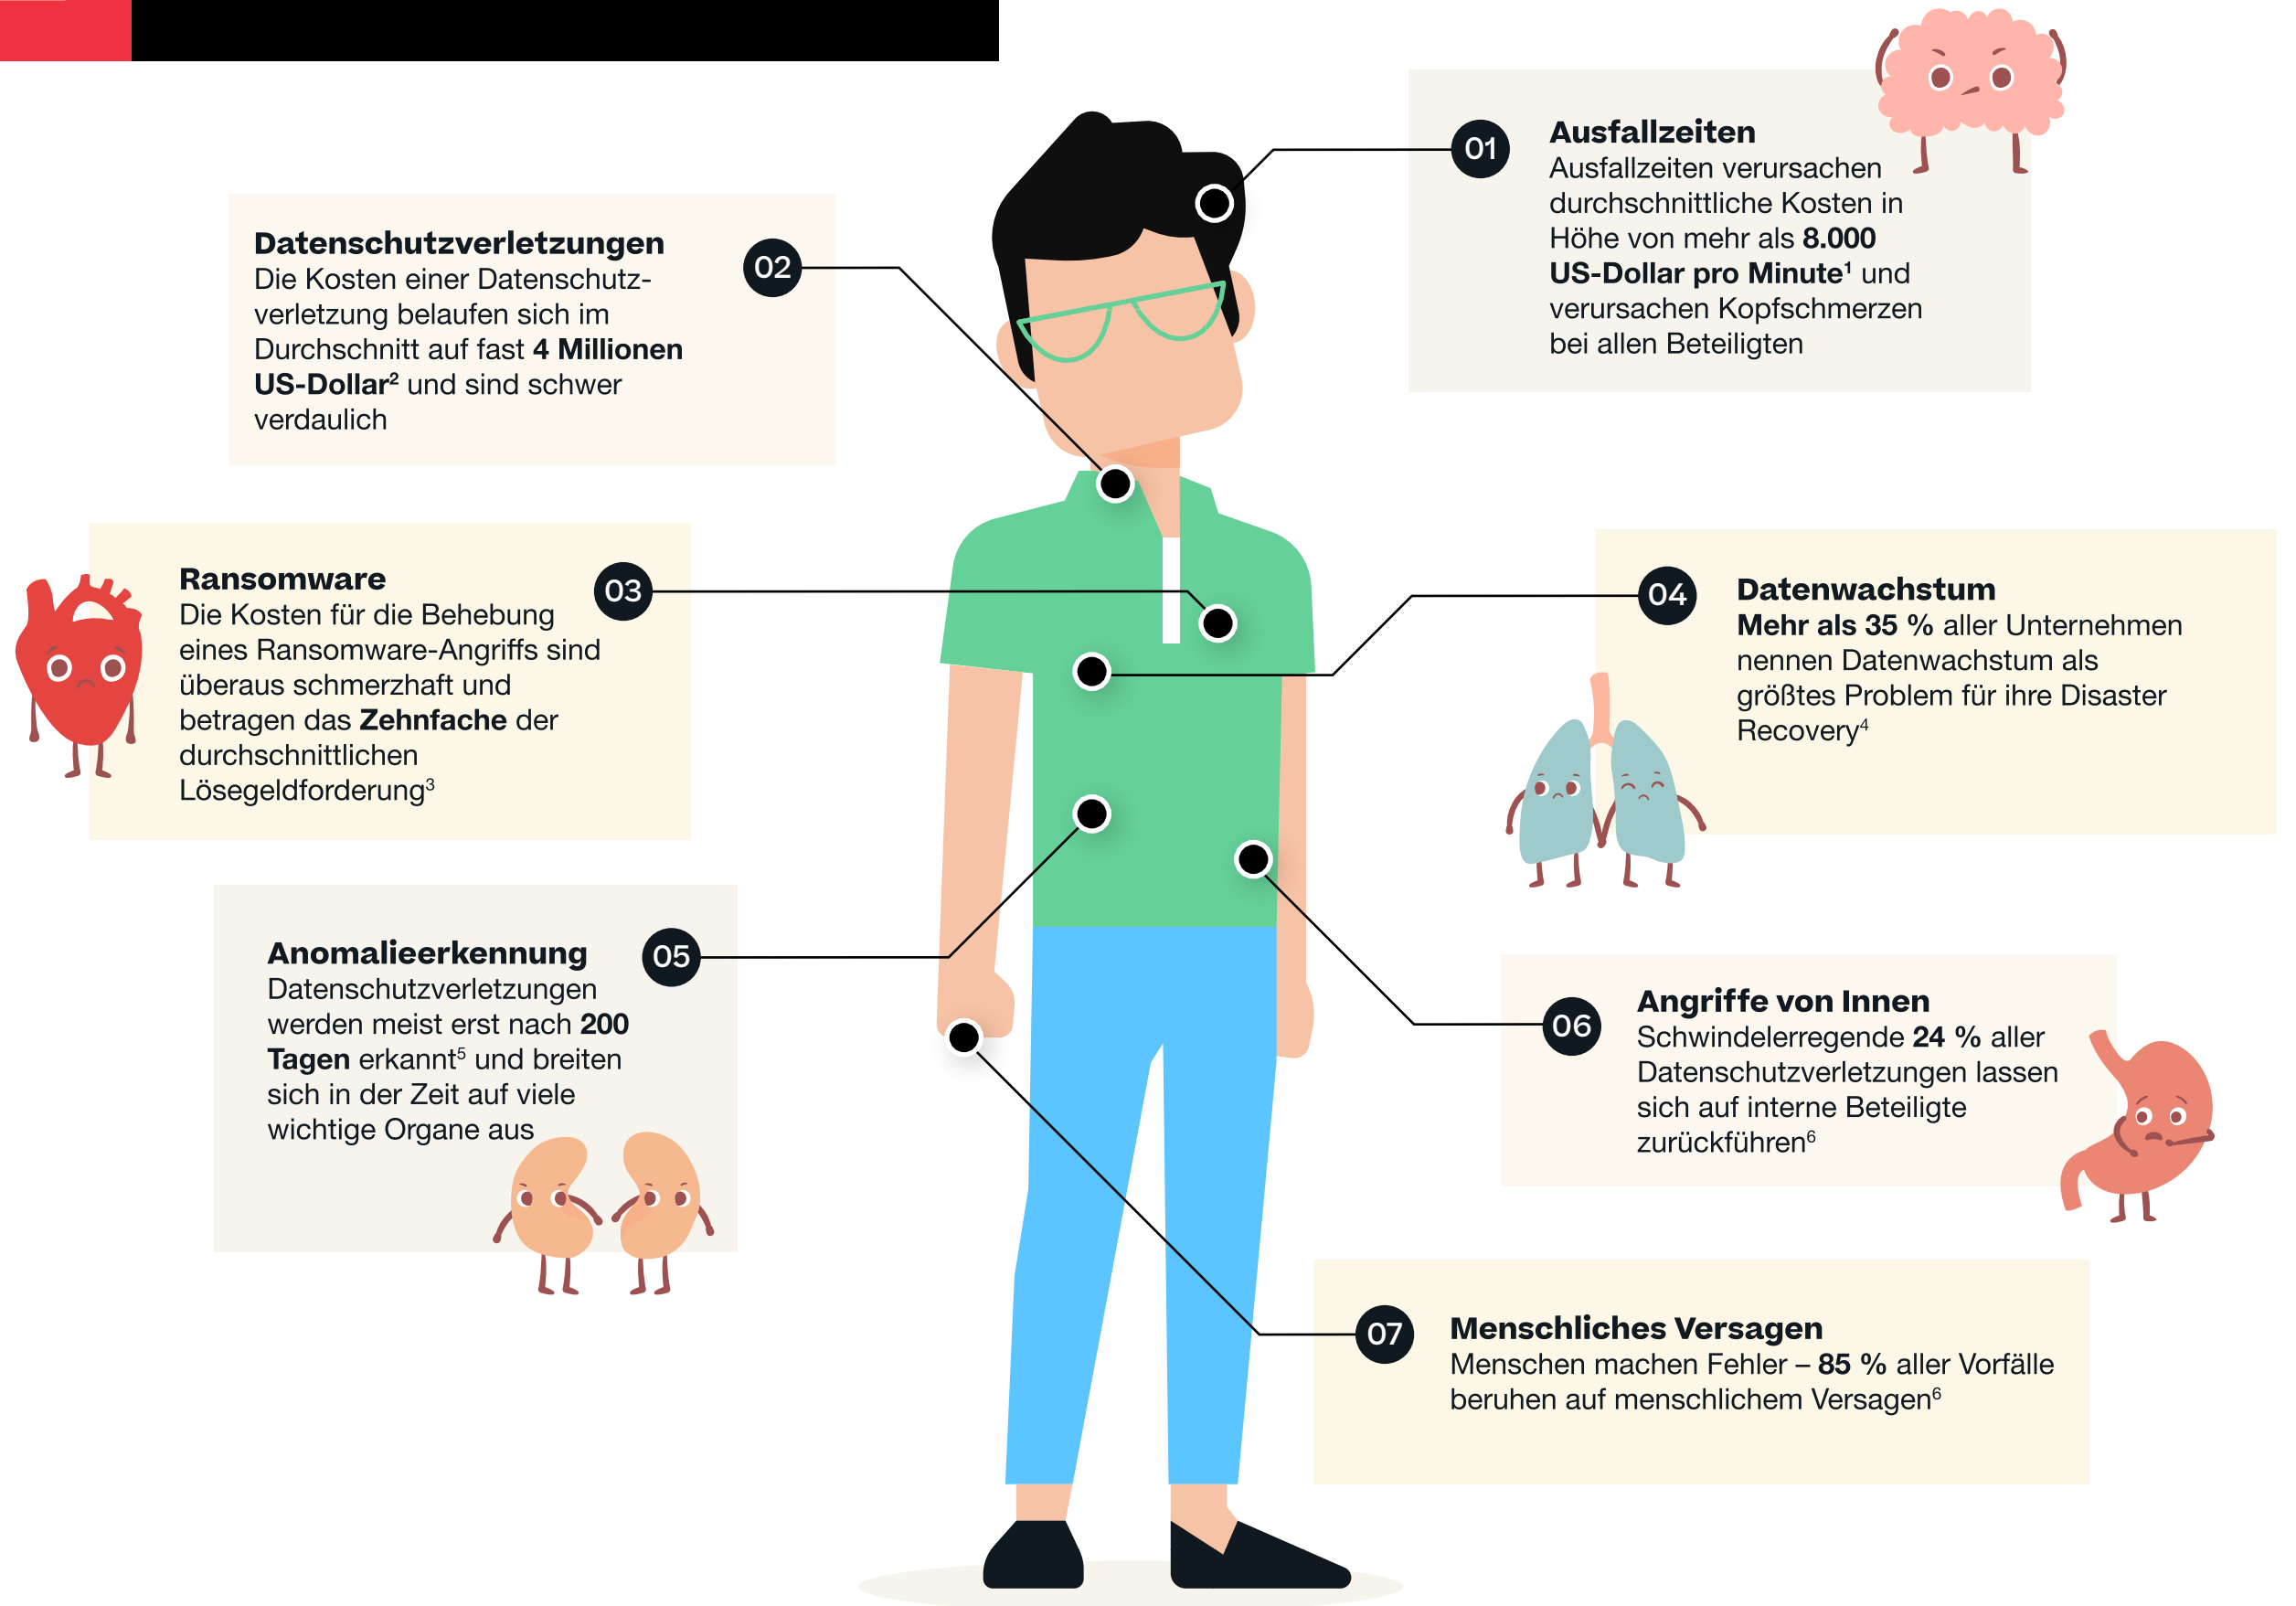 01
Ausfallzeiten
Ausfallzeiten verursachen
durchschnittliche Kosten in
Höhe von mehr als 8.000
US-Dollar pro Minute¹ und
verursachen Kopfschmerzen
bei allen Beteiligten
02
Datenschutzverletzungen
Die Kosten einer Datenschutz-
verletzung belaufen sich im
Durchschnitt auf fast 4 Millionen
US-Dollar² und sind schwer
verdaulich
03
Ransomware
Die Kosten für die Behebung
eines Ransomware-Angriffs sind
überaus schmerzhaft und
betragen das Zehnfache der
durchschnittlichen
Lösegeldforderung³
04
Datenwachstum
Mehr als 35 % aller Unternehmen
nennen Datenwachstum als
größtes Problem für ihre Disaster
Recovery⁴
05
Anomalieerkennung
Datenschutzverletzungen
werden meist erst nach 200
Tagen erkannt⁵ und breiten
sich in der Zeit auf viele
wichtige Organe aus
06
Angriffe von Innen
Schwindelerregende 24 % aller
Datenschutzverletzungen lassen
sich auf interne Beteiligte
zurückführen⁶
07
Menschliches Versagen
Menschen machen Fehler – 85 % aller Vorfälle
beruhen auf menschlichem Versagen⁶